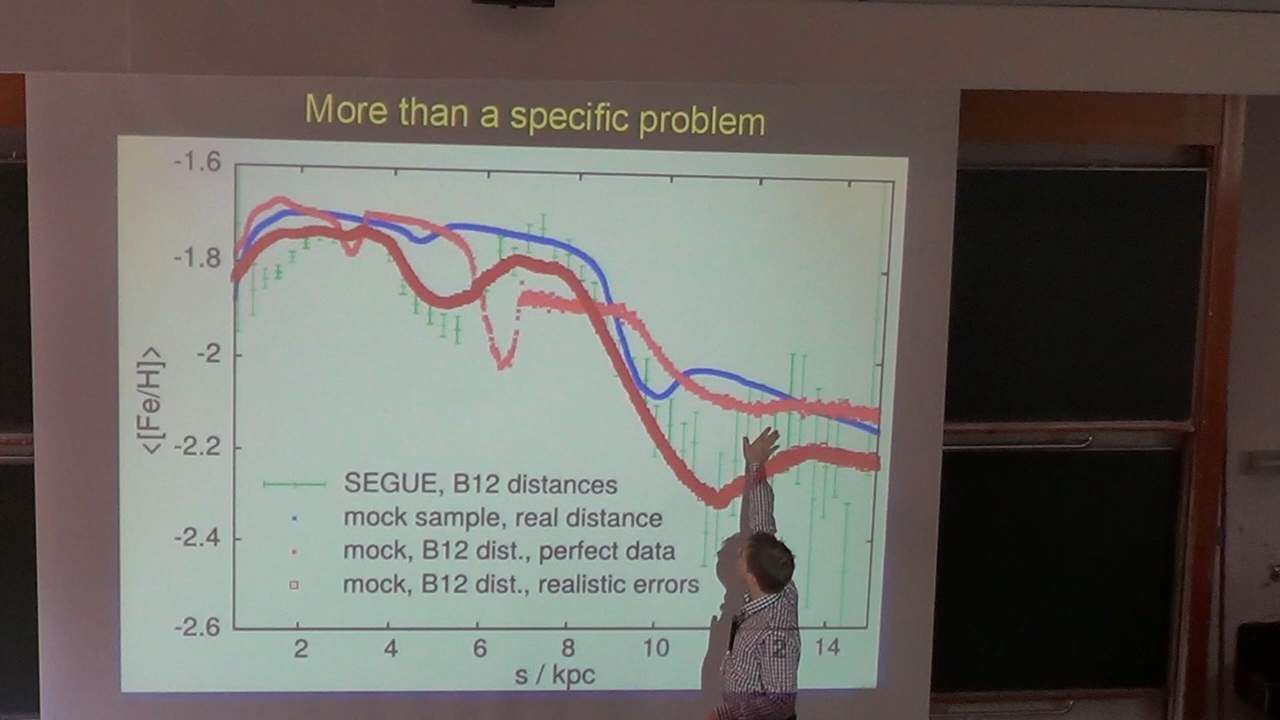 More than a specific problem
-1.6
-1.8
-2
-2.2
-2.4
-2.6
<[Fe/H]>
SEGUE, B12 distances
mock sample, real distance
mock, B12 dist., perfect data
mock, B12 dist., realistic errors
2 4 6 8 10 2 14
s / kpc